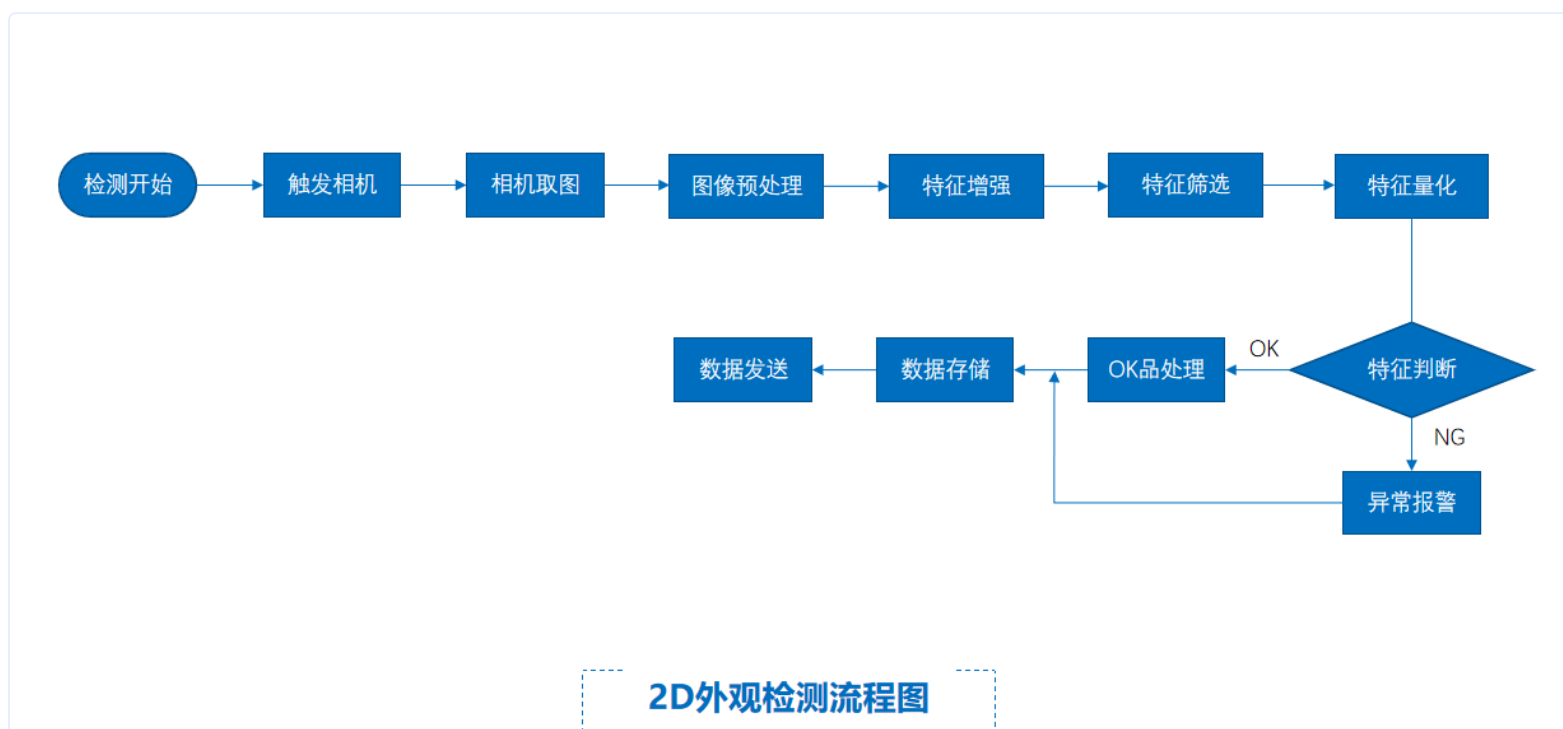 检测开始
触发相机
相机取图
图像预处理
特征增强
特征筛选
特征量化
数据发送
数据存储
OK品处理
OK
特征判断
NG
异常报警
2D外观检测流程图